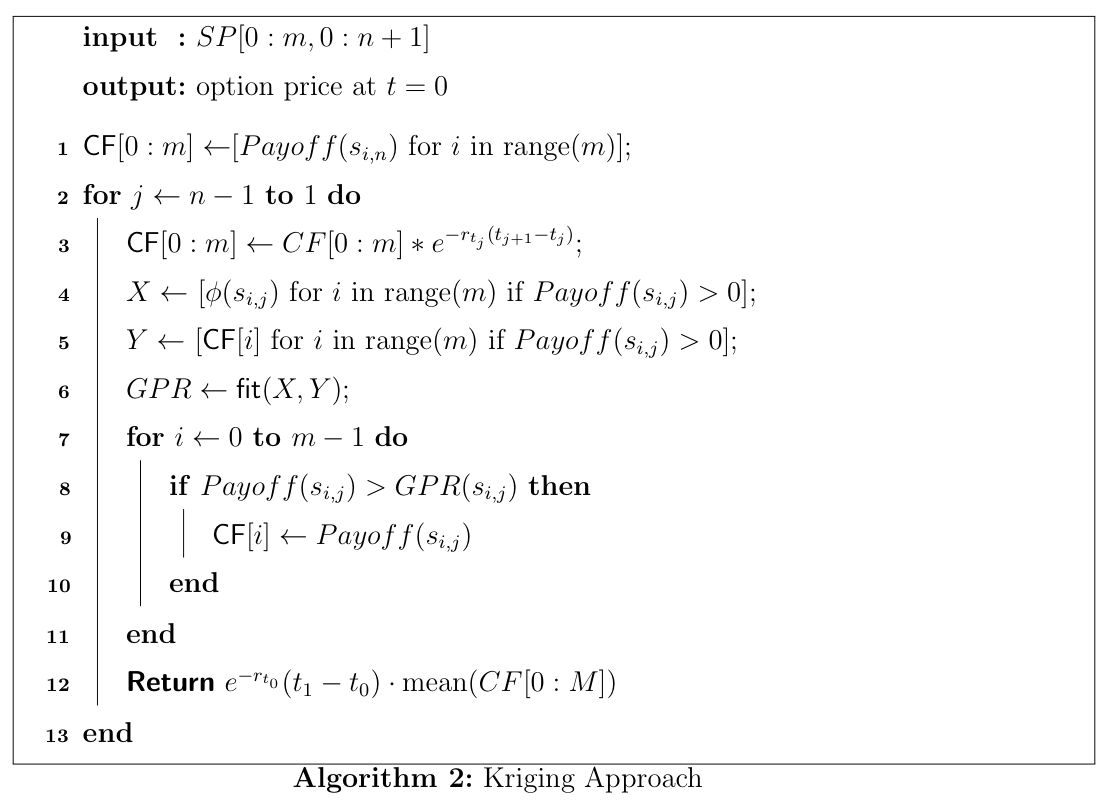 input : SP[0 : m, 0 : n + 1]
output: option price at t = 0
1 CF[0 : m] ←[Payoff(s_{i,n}) for i in range(m)];
2 for j ← n − 1 to 1 do
3 CF[0 : m] ← CF[0 : m] ∗ e^{−r_{t_j}(t_{j+1}−t_j)};
4 X ← [ϕ(s_{i,j}) for i in range(m) if Payoff(s_{i,j}) > 0];
5 Y ← [CF[i] for i in range(m) if Payoff(s_{i,j}) > 0];
6 GPR ← fit(X, Y);
7 for i ← 0 to m − 1 do
8 if Payoff(s_{i,j}) > GPR(s_{i,j}) then
9 CF[i] ← Payoff(s_{i,j})
10 end
11 end
12 Return e^{−r_{t_0}}(t_1 − t_0) · mean(CF[0 : M])
13 end
Algorithm 2: Kriging Approach